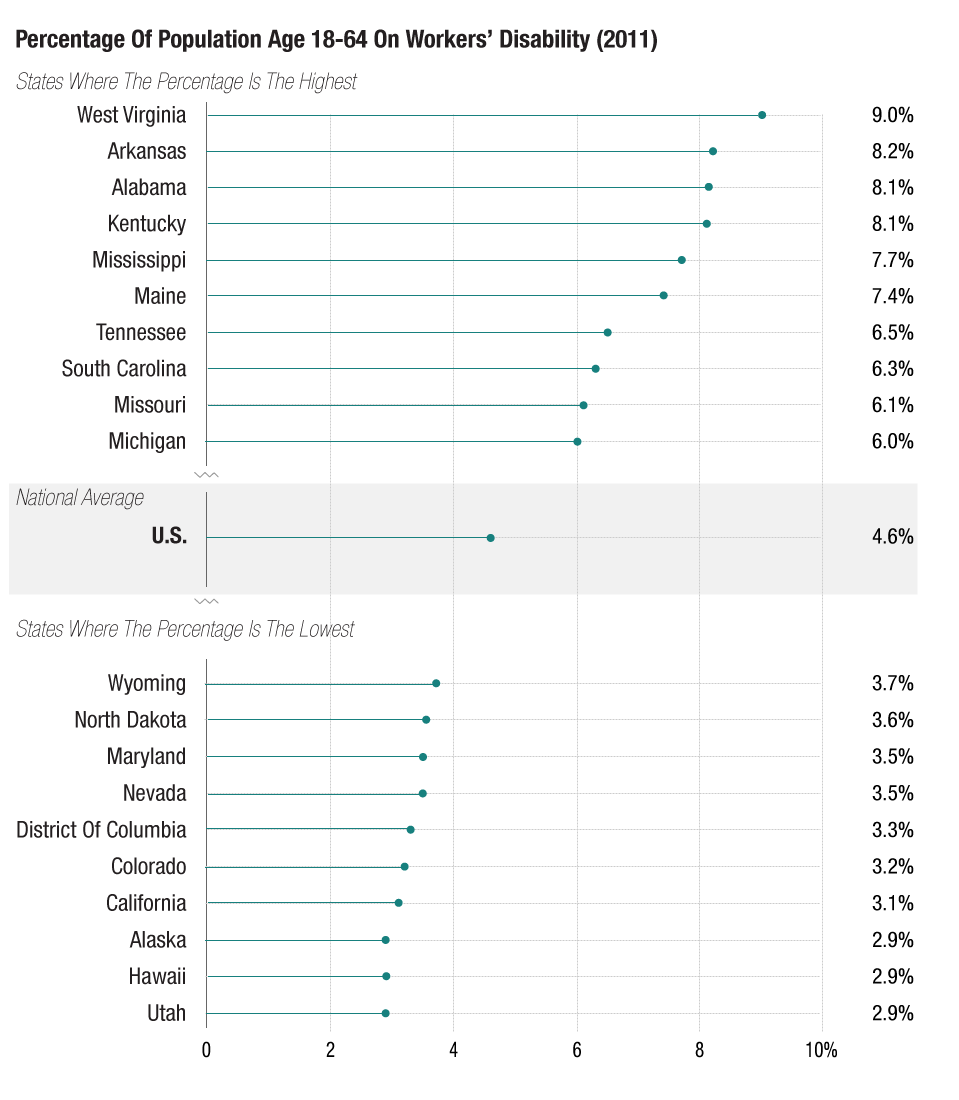 Percentage Of Population Age 18-64 On Workers’ Disability (2011)
States Where The Percentage Is The Highest
West Virginia 9.0%
Arkansas 8.2%
Alabama 8.1%
Kentucky 8.1%
Mississippi 7.7%
Maine 7.4%
Tennessee 6.5%
South Carolina 6.3%
Missouri 6.1%
Michigan 6.0%
National Average
U.S. 4.6%
States Where The Percentage Is The Lowest
Wyoming 3.7%
North Dakota 3.6%
Maryland 3.5%
Nevada 3.5%
District Of Columbia 3.3%
Colorado 3.2%
California 3.1%
Alaska 2.9%
Hawaii 2.9%
Utah 2.9%
0 2 4 6 8 10%